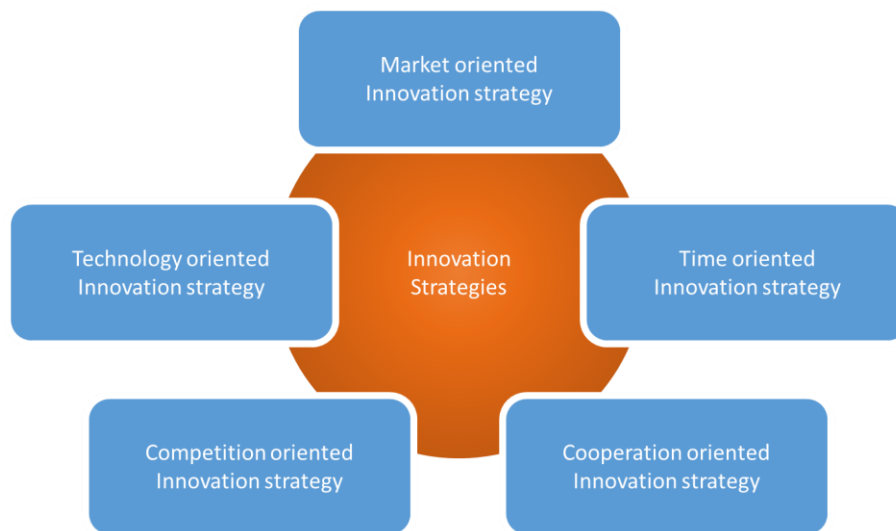 Market oriented
Innovation strategy
Technology oriented
Innovation strategy
Innovation
Strategies
Time oriented
Innovation strategy
Competition oriented
Innovation strategy
Cooperation oriented
Innovation strategy